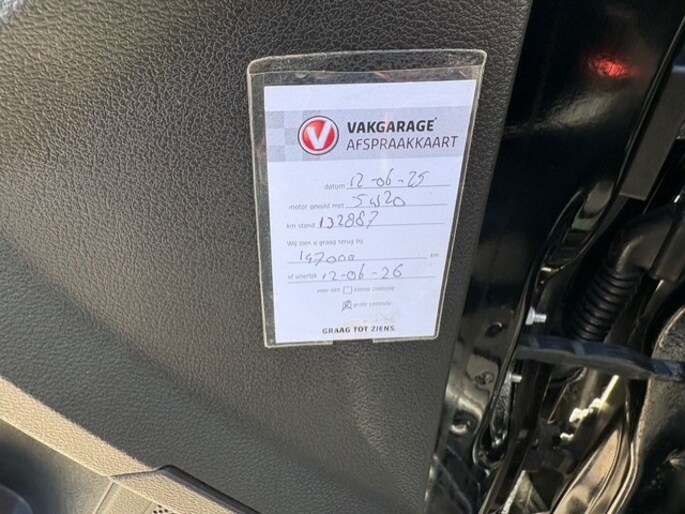 V VAKGARAGE
AFSPRAAKKAART
datum 12-06-25
motor gevuld met 5w20
km stand 132887
Wij zien u graag terug bij
147000 km
of uiterlijk 12-06-26
voor een kleine controle
grote controle
GRAAG TOT ZIENS